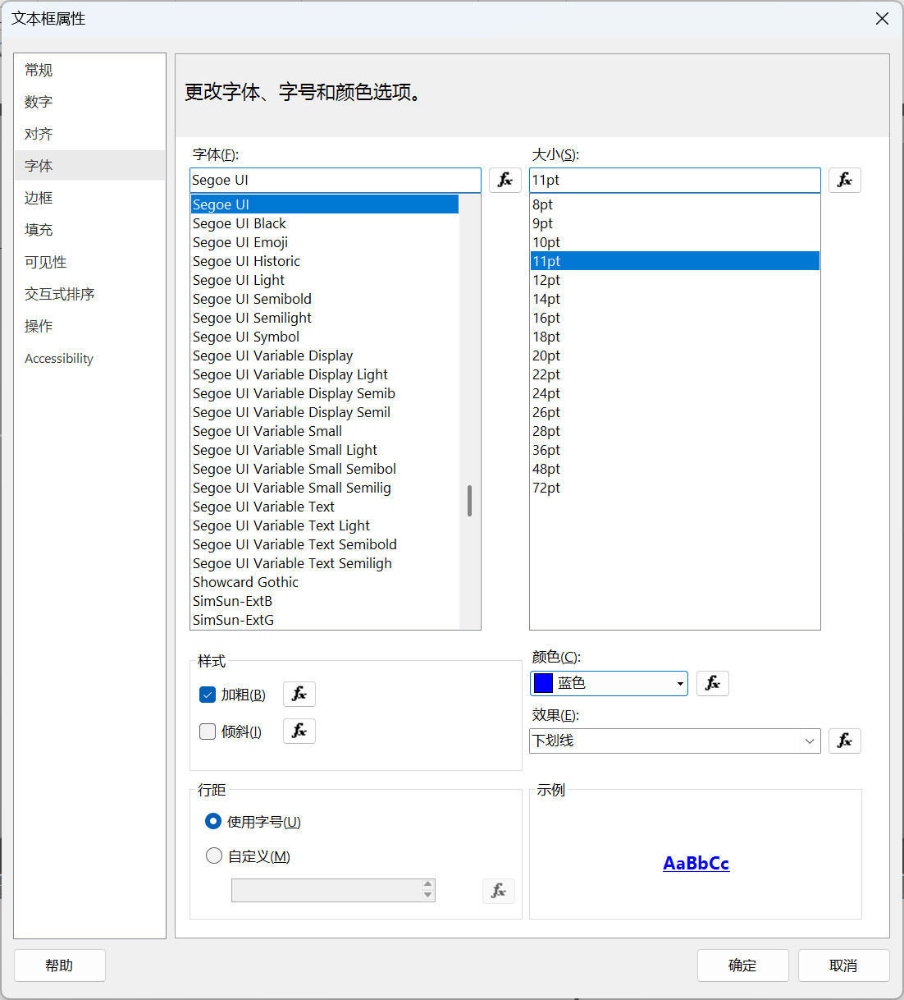 文本框属性
常规
数字
对齐
字体
边框
填充
可见性
交互式排序
操作
Accessibility
更改字体、字号和颜色选项。
字体(F):
Segoe UI
fx
Segoe UI
Segoe UI Black
Segoe UI Emoji
Segoe UI Historic
Segoe UI Light
Segoe UI Semibold
Segoe UI Semilight
Segoe UI Symbol
Segoe UI Variable Display
Segoe UI Variable Display Light
Segoe UI Variable Display Semib
Segoe UI Variable Display Semil
Segoe UI Variable Small
Segoe UI Variable Small Light
Segoe UI Variable Small Semibol
Segoe UI Variable Small Semilig
Segoe UI Variable Text
Segoe UI Variable Text Light
Segoe UI Variable Text Semibold
Segoe UI Variable Text Semiligh
Showcard Gothic
SimSun-ExtB
SimSun-ExtG
大小(S):
11pt
fx
8pt
9pt
10pt
11pt
12pt
14pt
16pt
18pt
20pt
22pt
24pt
26pt
28pt
36pt
48pt
72pt
样式
加粗(B)
fx
倾斜(I)
fx
颜色(C):
蓝色
fx
效果(E):
下划线
fx
行距
使用字号(U)
自定义(M)
fx
示例
AaBbCc
帮助
确定
取消